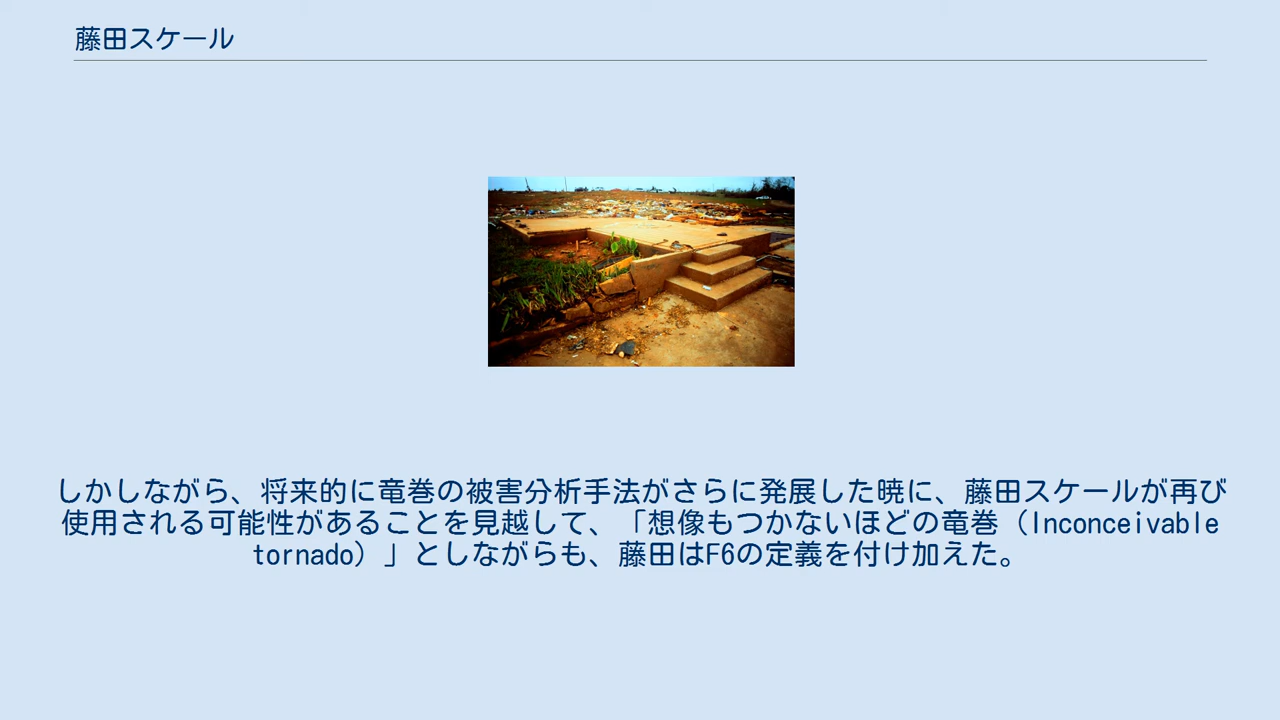 藤田スケール
しかしながら、将来的に竜巻の被害分析手法がさらに発展した暁に、藤田スケールが再び
使用される可能性があることを見越して、「想像もつかないほどの竜巻（Inconceivable
tornado）」としながらも、藤田はF6の定義を付け加えた。